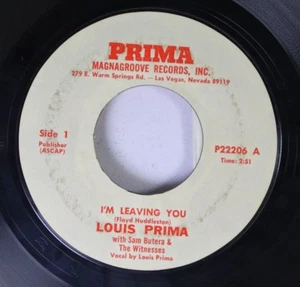 PRIMA
MAGNAGROOVE RECORDS, INC.
279 E. Warm Springs Rd. — Las Vegas, Nevada 89119
Side 1
Publisher
(ASCAP)
P22206 A
Time: 2:51
I'M LEAVING YOU
(Floyd Huddleston)
LOUIS PRIMA
with Sam Butera &
The Witnesses
Vocal by Louis Prima